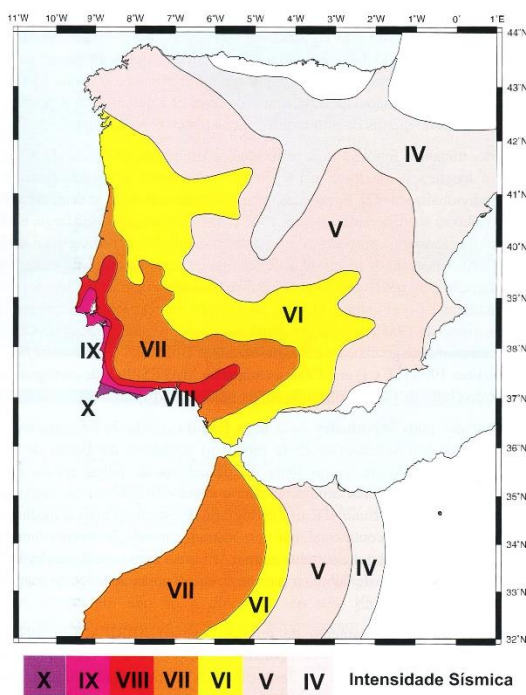 11°W 10°W 9°W 8°W 7°W 6°W 5°W 4°W 3°W 2°W 1°W 0° 1°E
44°N
43°N
42°N
41°N
40°N
39°N
38°N
37°N
36°N
35°N
34°N
33°N
32°N
IV
V
VI
IX
VII
X
VIII
VII
VI
V
IV
X IX VIII VII VI V IV Intensidade Sísmica